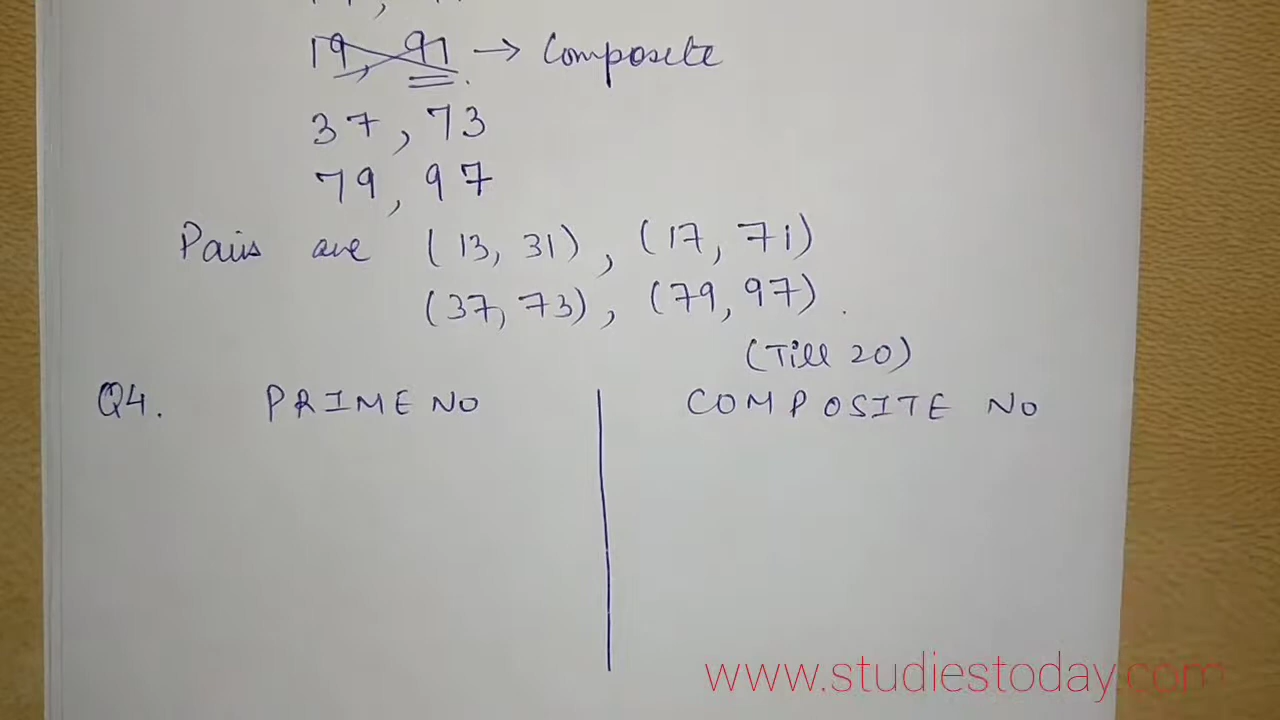 19, 91 → Composite
37, 73
79, 97
Pairs are (13, 31), (17, 71)
(37, 73), (79, 97).
(Till 20)
Q4. PRIME NO COMPOSITE NO
www.studiestoday.com